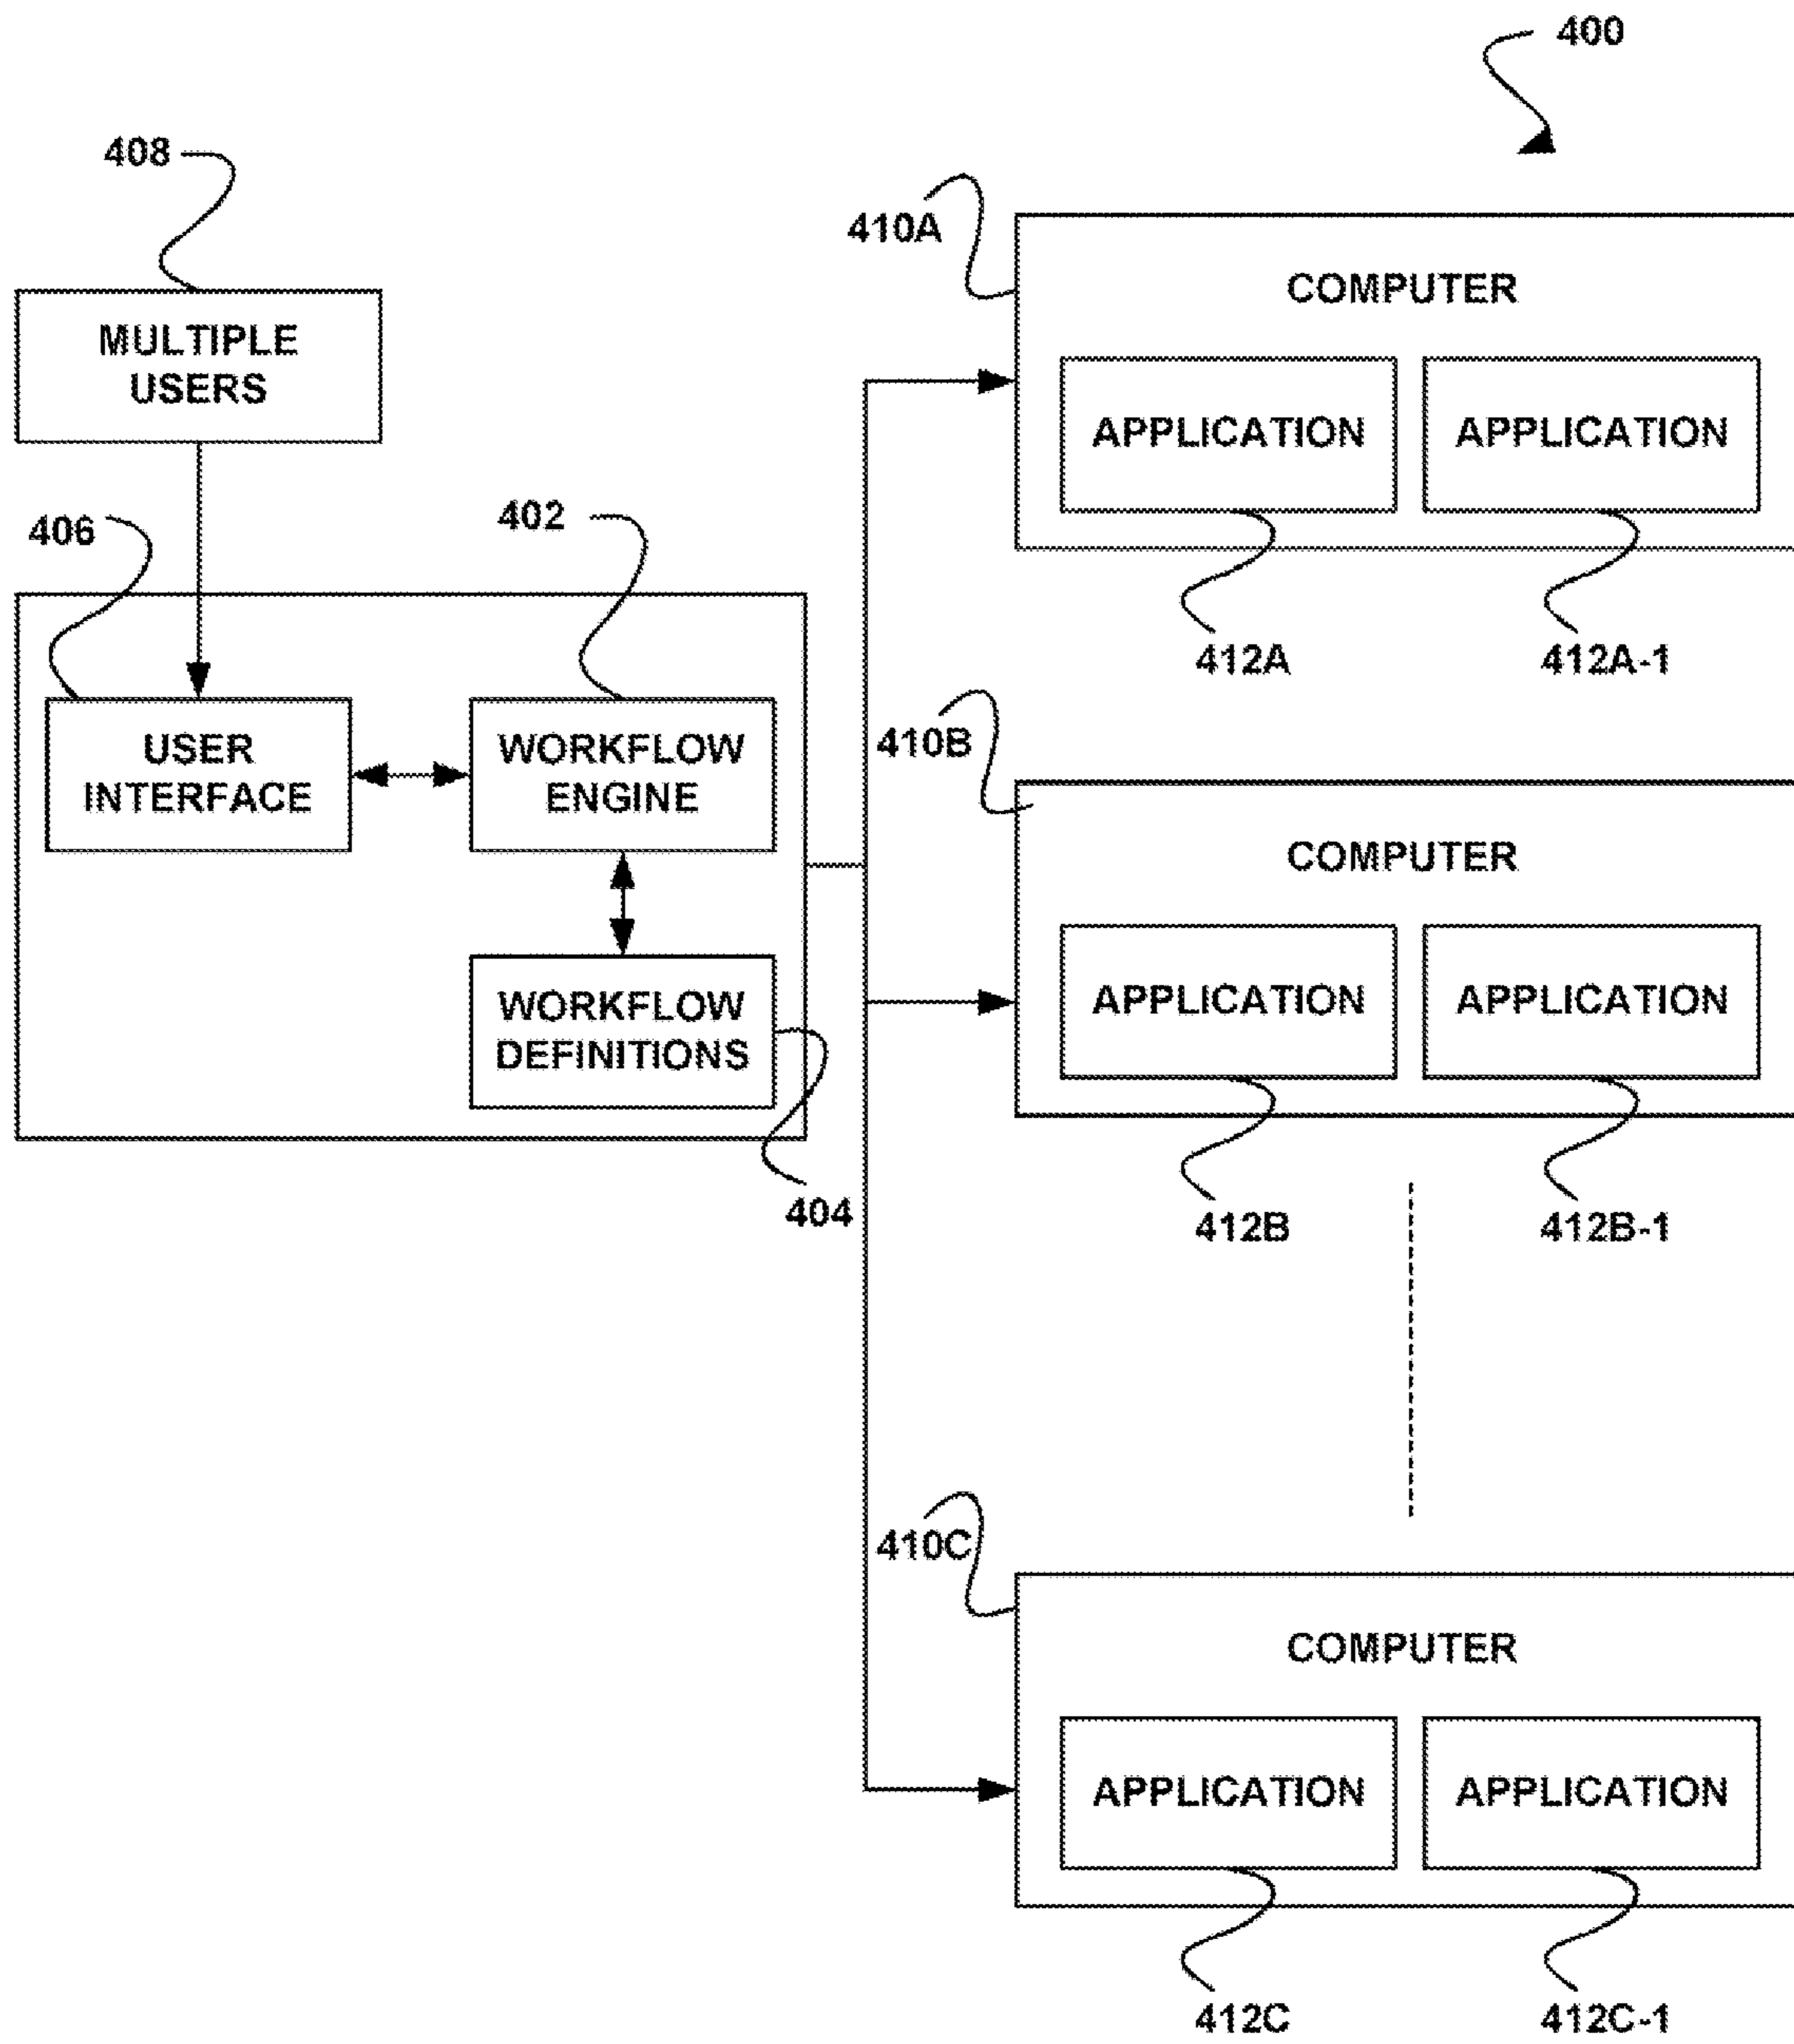 400
408
410A
COMPUTER
MULTIPLE
USERS
APPLICATION
APPLICATION
406
402
412A
412A-1
410B
USER
INTERFACE
WORKFLOW
ENGINE
COMPUTER
APPLICATION
APPLICATION
WORKFLOW
DEFINITIONS
404
412B
412B-1
410C
COMPUTER
APPLICATION
APPLICATION
412C
412C-1